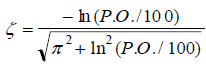 ζ = −ln(P.O./100) / √(π² + ln²(P.O./100))